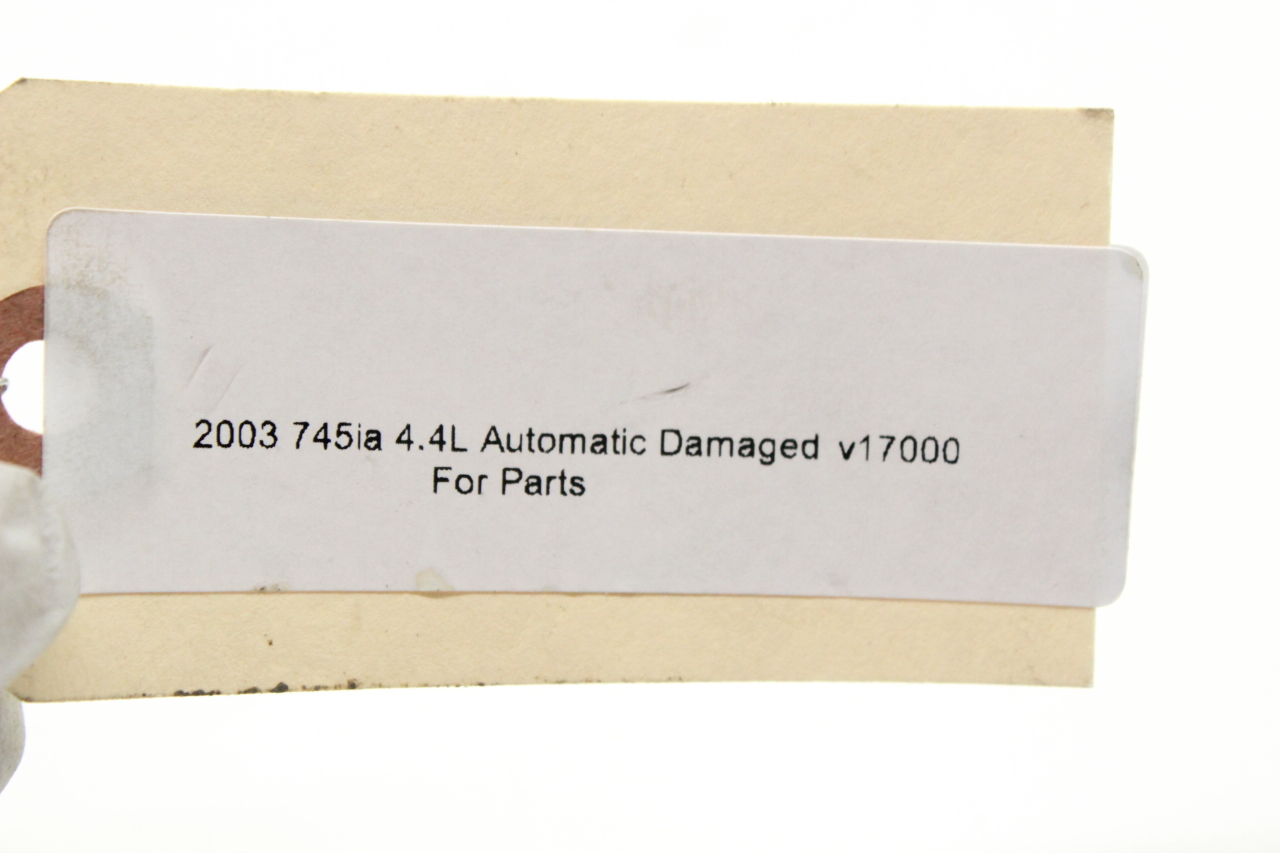 2003 745ia 4.4L Automatic Damaged v17000
For Parts